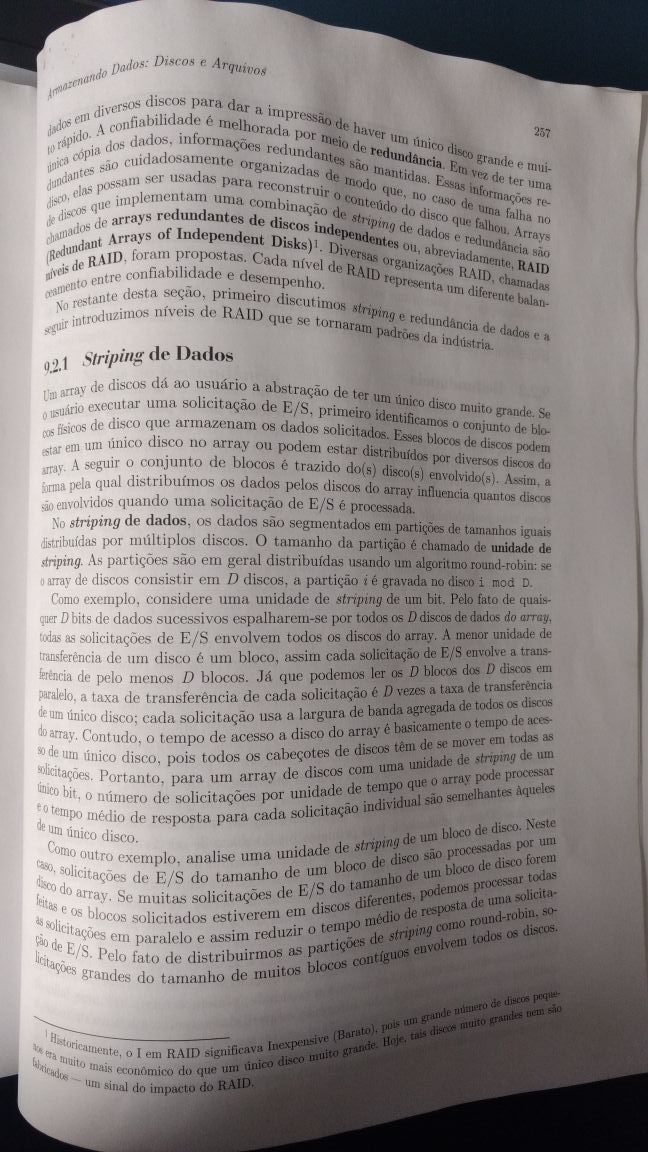 Armazenando Dados: Discos e Arquivos
257
dados em diversos discos para dar a impressão de haver um único disco grande e mui-
to rápido. A confiabilidade é melhorada por meio de redundância. Em vez de ter uma
única cópia dos dados, informações redundantes são mantidas. Essas informações re-
dundantes são cuidadosamente organizadas de modo que, no caso de uma falha no
disco, elas possam ser usadas para reconstruir o conteúdo do disco que falhou. Arrays
de discos que implementam uma combinação de striping de dados e redundância são
chamados de arrays redundantes de discos independentes ou, abreviadamente, RAID
(Redundant Arrays of Independent Disks)¹. Diversas organizações RAID, chamadas
níveis de RAID, foram propostas. Cada nível de RAID representa um diferente balan-
ceamento entre confiabilidade e desempenho.
No restante desta seção, primeiro discutimos striping e redundância de dados e a
seguir introduzimos níveis de RAID que se tornaram padrões da indústria.
9.2.1 Striping de Dados
Um array de discos dá ao usuário a abstração de ter um único disco muito grande. Se
o usuário executar uma solicitação de E/S, primeiro identificamos o conjunto de blo-
cos físicos de disco que armazenam os dados solicitados. Esses blocos de discos podem
estar em um único disco no array ou podem estar distribuídos por diversos discos do
array. A seguir o conjunto de blocos é trazido do(s) disco(s) envolvido(s). Assim, a
forma pela qual distribuímos os dados pelos discos do array influencia quantos discos
são envolvidos quando uma solicitação de E/S é processada.
No striping de dados, os dados são segmentados em partições de tamanhos iguais
distribuídas por múltiplos discos. O tamanho da partição é chamado de unidade de
striping. As partições são em geral distribuídas usando um algoritmo round-robin: se
o array de discos consistir em D discos, a partição i é gravada no disco i mod D.
Como exemplo, considere uma unidade de striping de um bit. Pelo fato de quais-
quer D bits de dados sucessivos espalharem-se por todos os D discos de dados do array,
todas as solicitações de E/S envolvem todos os discos do array. A menor unidade de
transferência de um disco é um bloco, assim cada solicitação de E/S envolve a trans-
ferência de pelo menos D blocos. Já que podemos ler os D blocos dos D discos em
paralelo, a taxa de transferência de cada solicitação é D vezes a taxa de transferência
de um único disco; cada solicitação usa a largura de banda agregada de todos os discos
do array. Contudo, o tempo de acesso a disco do array é basicamente o tempo de aces-
so de um único disco, pois todos os cabeçotes de discos têm de se mover em todas as
solicitações. Portanto, para um array de discos com uma unidade de striping de um
único bit, o número de solicitações por unidade de tempo que o array pode processar
e o tempo médio de resposta para cada solicitação individual são semelhantes àqueles
de um único disco.
Como outro exemplo, analise uma unidade de striping de um bloco de disco. Neste
caso, solicitações de E/S do tamanho de um bloco de disco são processadas por um
disco do array. Se muitas solicitações de E/S do tamanho de um bloco de disco forem
feitas e os blocos solicitados estiverem em discos diferentes, podemos processar todas
as solicitações em paralelo e assim reduzir o tempo médio de resposta de uma solicita-
ção de E/S. Pelo fato de distribuirmos as partições de striping como round-robin, so-
licitações grandes do tamanho de muitos blocos contíguos envolvem todos os discos.
¹ Historicamente, o I em RAID significava Inexpensive (Barato), pois um grande número de discos peque-
nos era muito mais econômico do que um único disco muito grande. Hoje, tais discos muito grandes nem são
fabricados — um sinal do impacto do RAID.